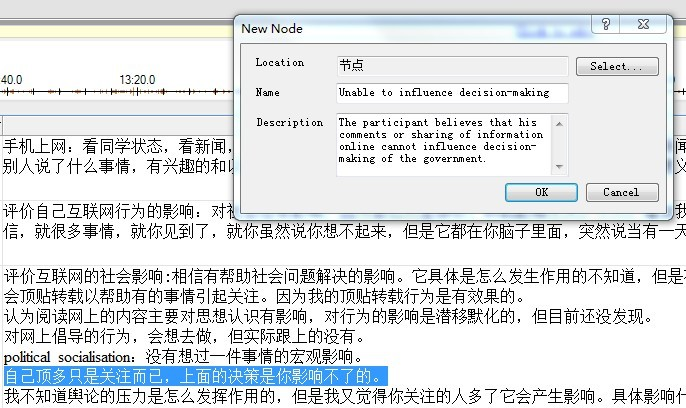 New Node
Location
节点
Select...
Name
Unable to influence decision-making
Description
The participant believes that his
comments or sharing of information
online cannot influence decision-
making of the government.
OK
Cancel
40.0
13:20.0
手机上网：看同学状态，看新闻，
别人说了什么事情，有兴趣的和
评价自己互联网行为的影响：对
信，就很多事情，就你见到了，就你虽然说你想不起来，但是它都在你脑子里面，突然说当有一天
评价互联网的社会影响:相信有帮助社会问题解决的影响。它具体是怎么发生作用的不知道，但是
会顶贴转载以帮助有的事情引起关注。因为我的顶贴转载行为是有效果的。
认为阅读网上的内容主要对思想认识有影响，对行为的影响是潜移默化的，但目前还没发现。
对网上倡导的行为，会想去做，但实际跟上的没有。
political socialisation：没有想过一件事情的宏观影响。
自己顶多只是关注而已，上面的决策是你影响不了的。
我不知道舆论的压力是怎么发挥作用的，但是我又觉得你关注的人多了它会产生影响。具体影响什